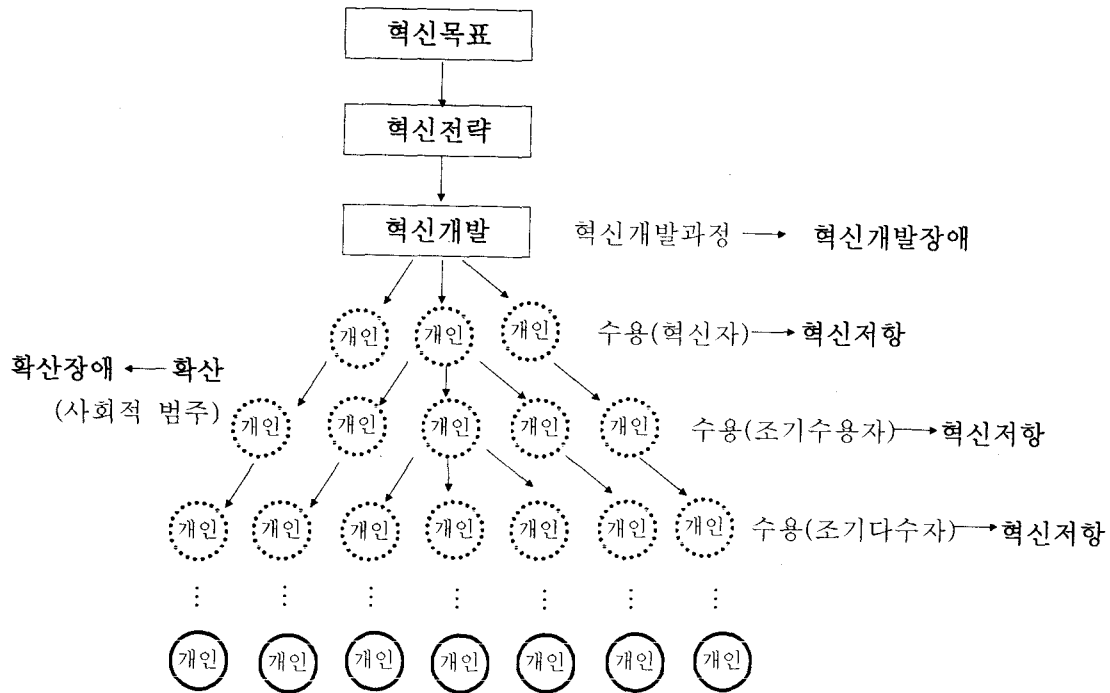 혁신목표
혁신전략
혁신개발 혁신개발과정 혁신개발장애
개인 개인 개인 수용(혁신자) 혁신저항
확산장애 확산
(사회적 범주)
개인 개인 개인 개인 개인 수용(조기수용자) 혁신저항
개인 개인 개인 개인 개인 개인 개인 수용(조기다수자) 혁신저항
⋮ ⋮ ⋮ ⋮ ⋮ ⋮ ⋮
개인 개인 개인 개인 개인 개인 개인